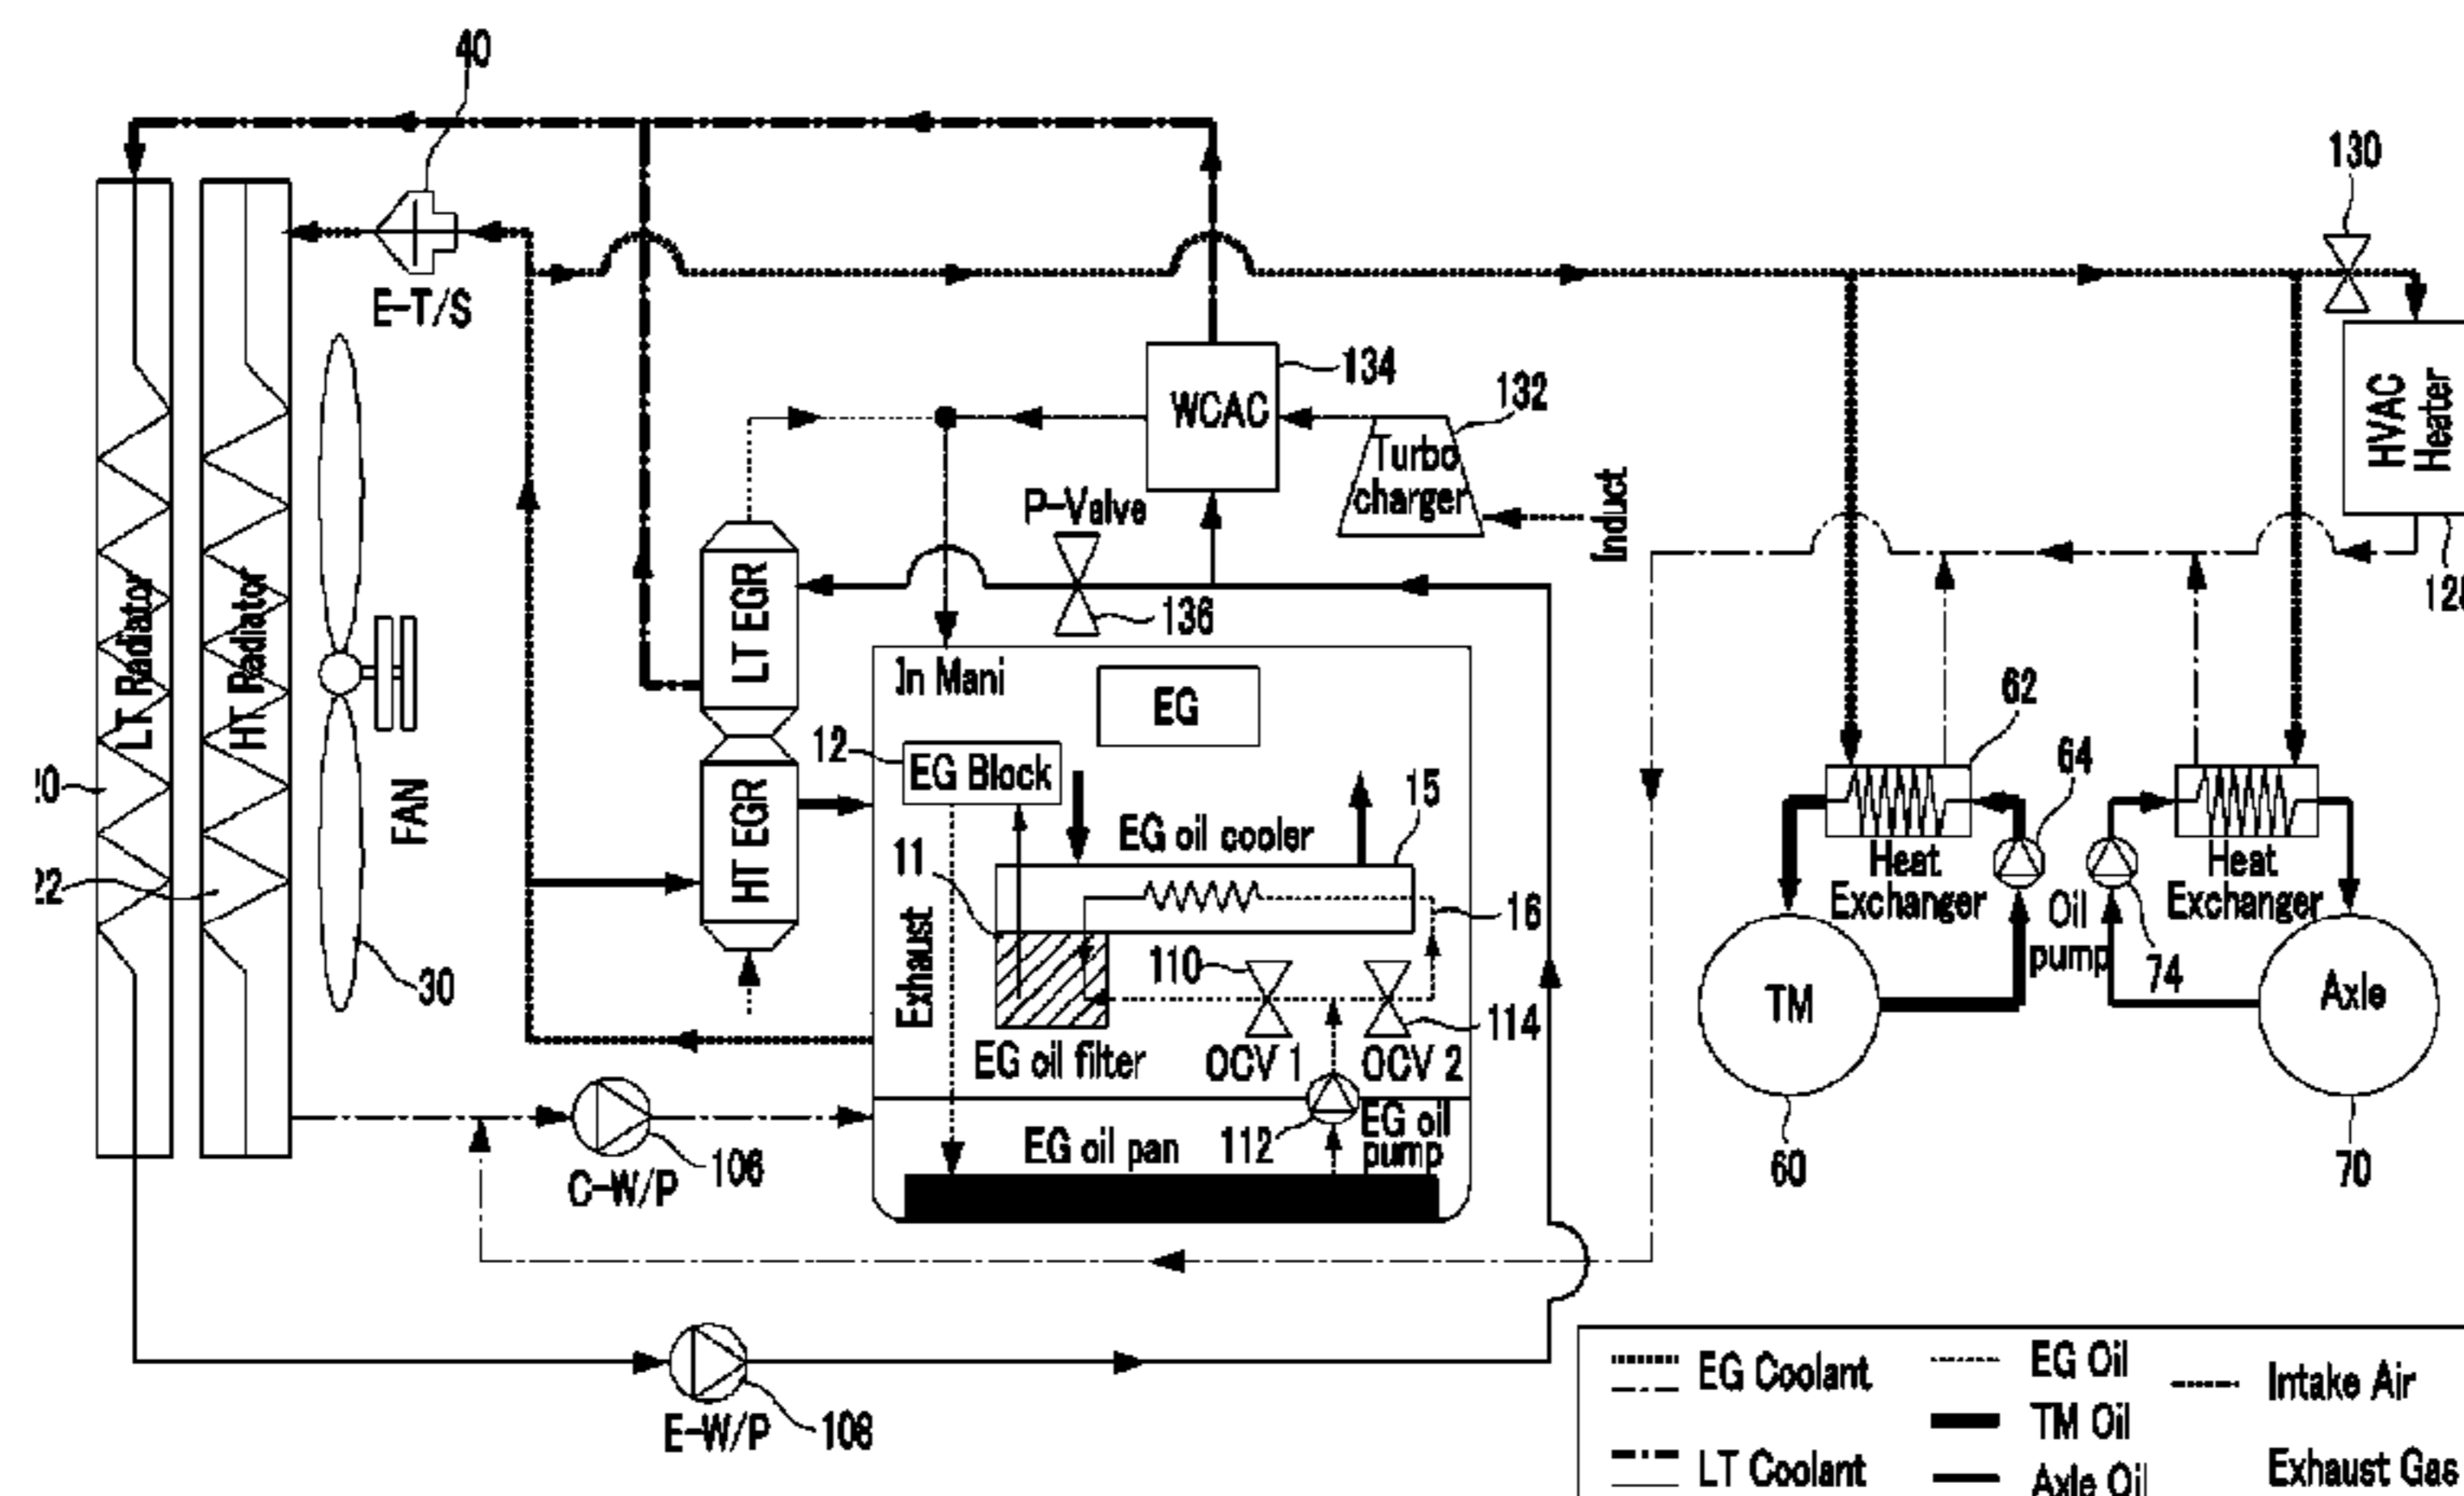 40
130
E-T/S
134
132
WCAC
Turbo
charger
Induct
HVAC
Heater
P-Valve
136
LT Radiator
HT Radiator
LT EGR
In Mani
EG
62
12
EG Block
64
FAN
15
HT EGR
EG oil cooler
22
11
Heat
Exchanger
Heat
Exchanger
16
Oil
pump
Exhaust
30
110
74
TM
Axle
114
EG oil filter
OCV 1
OCV 2
106
C-W/P
EG oil pan
112
EG oil
pump
60
70
E-W/P
108
EG Coolant
EG Oil
Intake Air
TM Oil
LT Coolant
Axle Oil
Exhaust Gas